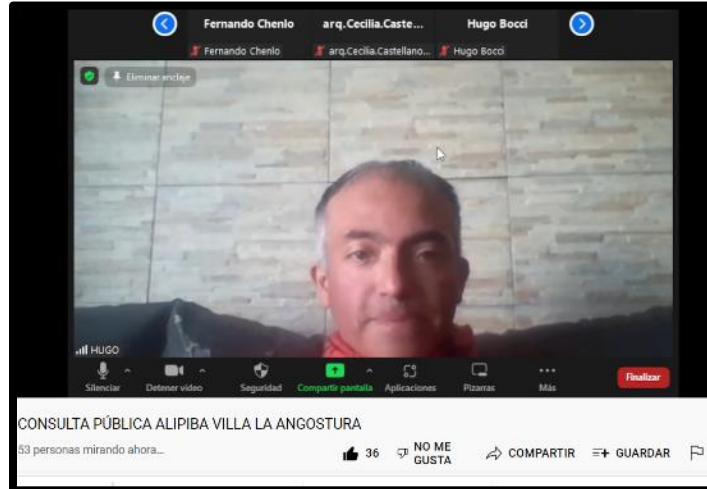 Fernando Chenlo
arq.Cecilia.Caste...
Hugo Bocci
Fernando Chenlo
arq.Cecilia.Castellano...
Hugo Bocci
Eliminar anclaje
HUGO
Silenciar
Detener video
Seguridad
Compartir pantalla
Aplicaciones
Pizarras
Más
Finalizar
CONSULTA PÚBLICA ALIPIBA VILLA LA ANGOSTURA
53 personas mirando ahora...
36
NO ME
GUSTA
COMPARTIR
GUARDAR